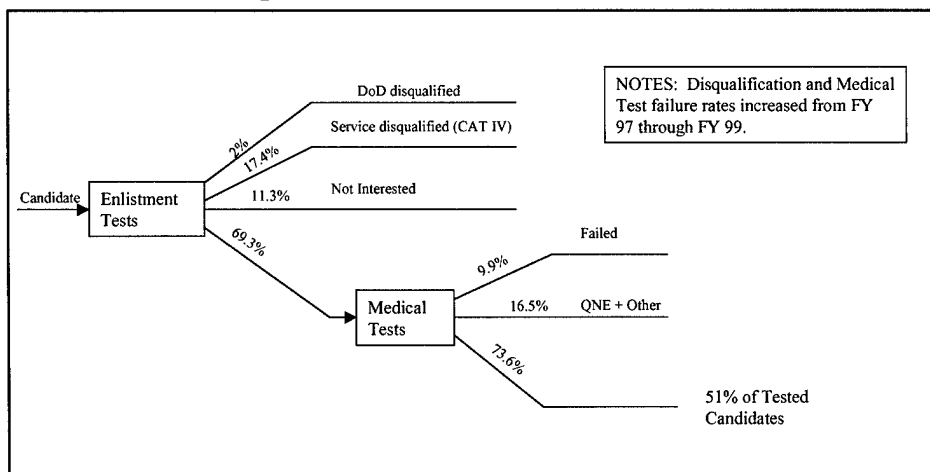 DoD disqualified
NOTES: Disqualification and Medical
Test failure rates increased from FY
97 through FY 99.
Service disqualified (CAT IV)
2%
17.4%
Candidate
Enlistment
Tests
11.3%
Not Interested
69.3%
Failed
9.9%
Medical
Tests
16.5%
QNE + Other
73.6%
51% of Tested
Candidates